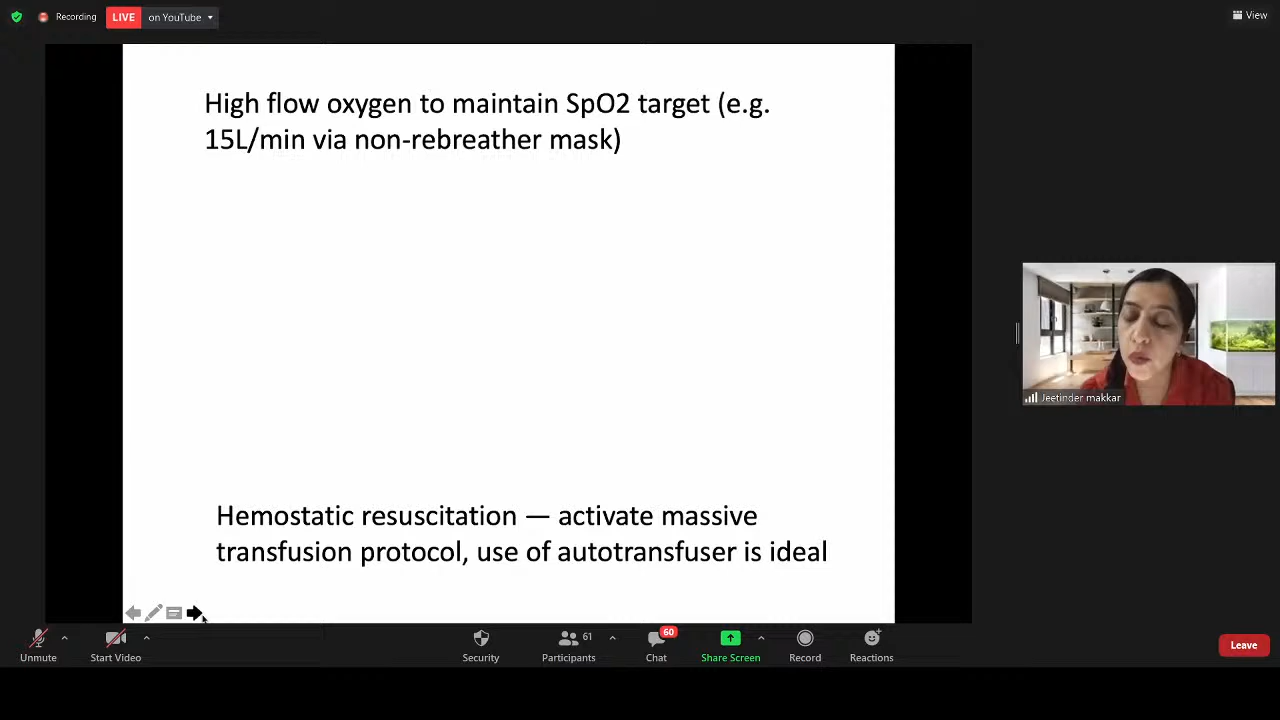 Recording
LIVE
on YouTube
View
High flow oxygen to maintain SpO2 target (e.g.
15L/min via non-rebreather mask)
Jeetinder makkar
Hemostatic resuscitation — activate massive
transfusion protocol, use of autotransfuser is ideal
Unmute
Start Video
Security
61
Participants
60
Chat
Share Screen
Record
Reactions
Leave